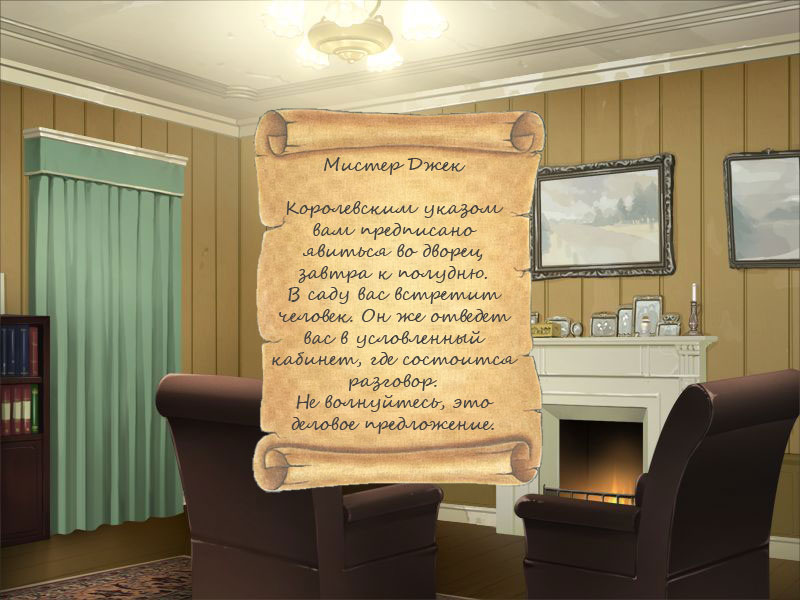 Мистер Джек
Королевским указом
вам предписано
явиться во дворец
завтра к полудню.
В саду вас встретит
человек. Он же отведет
вас в условленный
кабинет, где состоится
разговор.
Не волнуйтесь, это
деловое предложение.